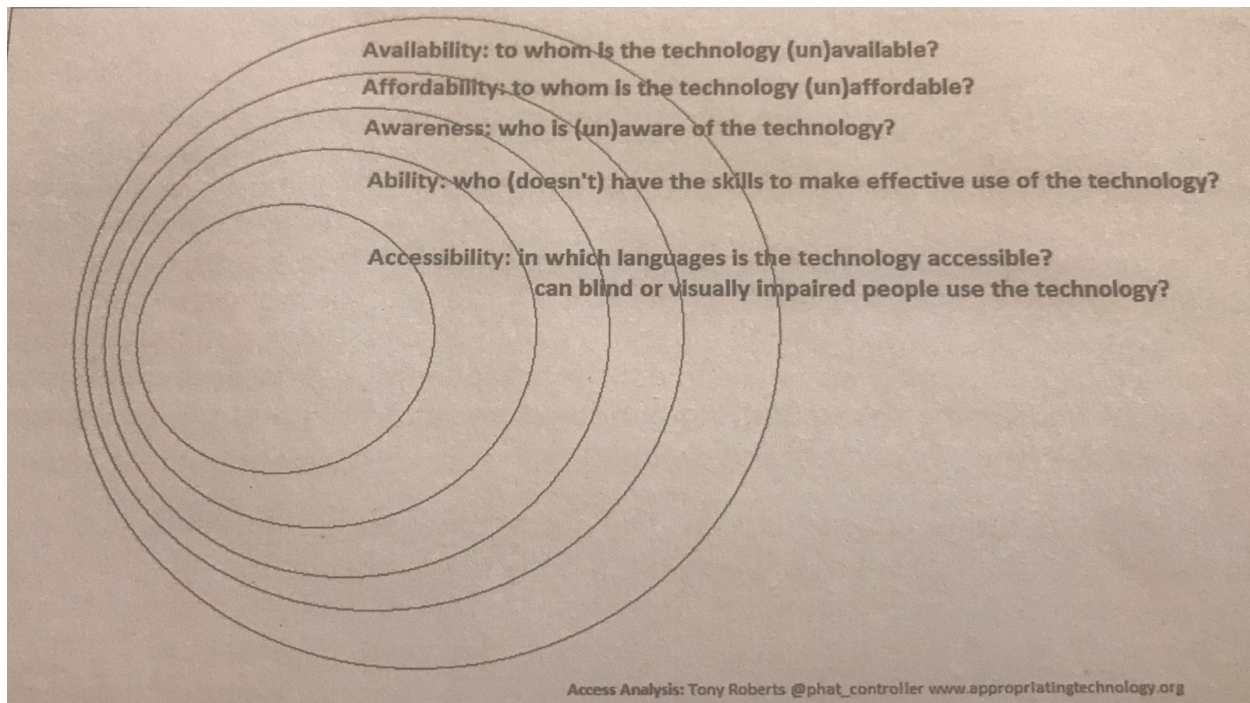 Availability: to whom is the technology (un)available?
Affordability: to whom is the technology (un)affordable?
Awareness: who is (un)aware of the technology?
Ability: who (doesn't) have the skills to make effective use of the technology?
Accessibility: in which languages is the technology accessible?
can blind or visually impaired people use the technology?
Access Analysis: Tony Roberts @phat_controller www.appropriatingtechnology.org